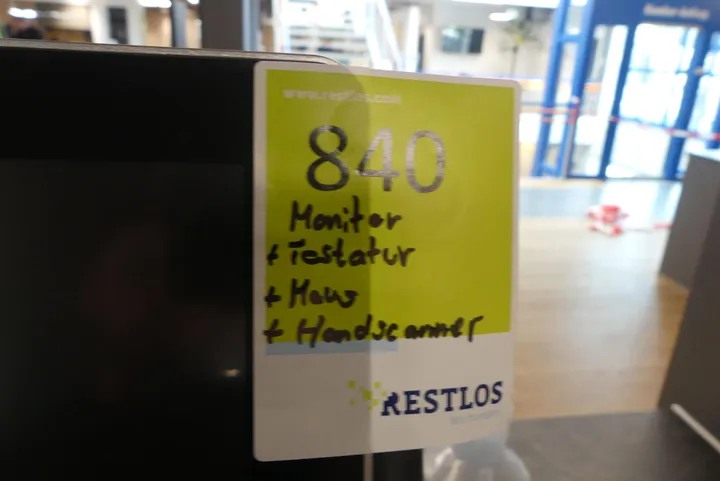 www.restlos.com
840
Monitor
+ Tastatur
+ Maus
+ Handscanner
RESTLOS